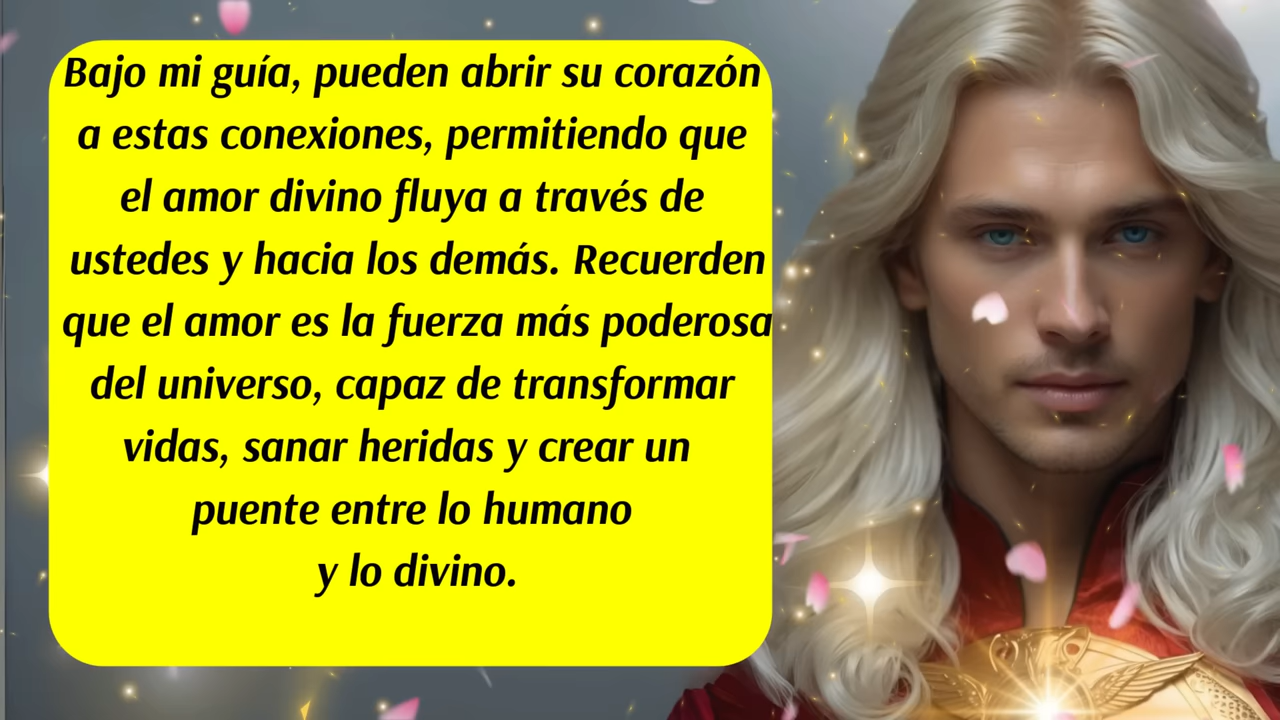 Bajo mi guía, pueden abrir su corazón
a estas conexiones, permitiendo que
el amor divino fluya a través de
ustedes y hacia los demás. Recuerden
que el amor es la fuerza más poderosa
del universo, capaz de transformar
vidas, sanar heridas y crear un
puente entre lo humano
y lo divino.